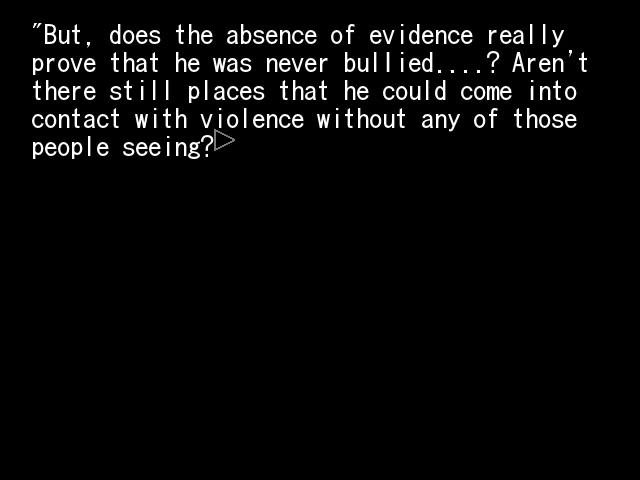 "But, does the absence of evidence really
prove that he was never bullied....? Aren't
there still places that he could come into
contact with violence without any of those
people seeing?